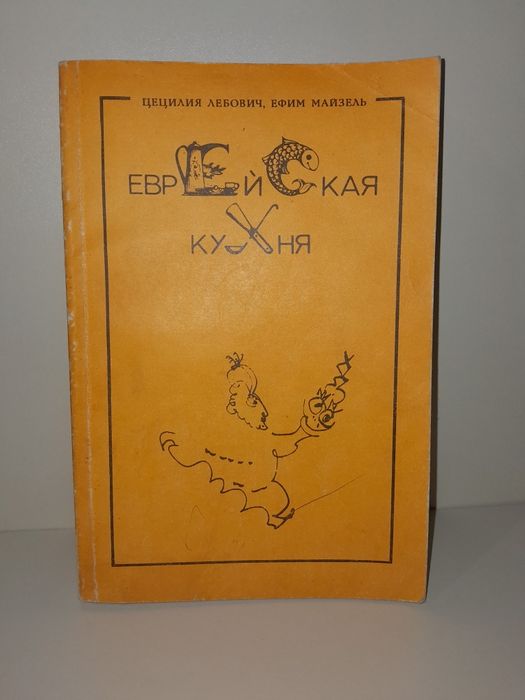 ЦЕЦИЛИЯ ЛЕБОВИЧ, ЕФИМ МАЙЗЕЛЬ
ЕВРЕЙСКАЯ
КУХНЯ